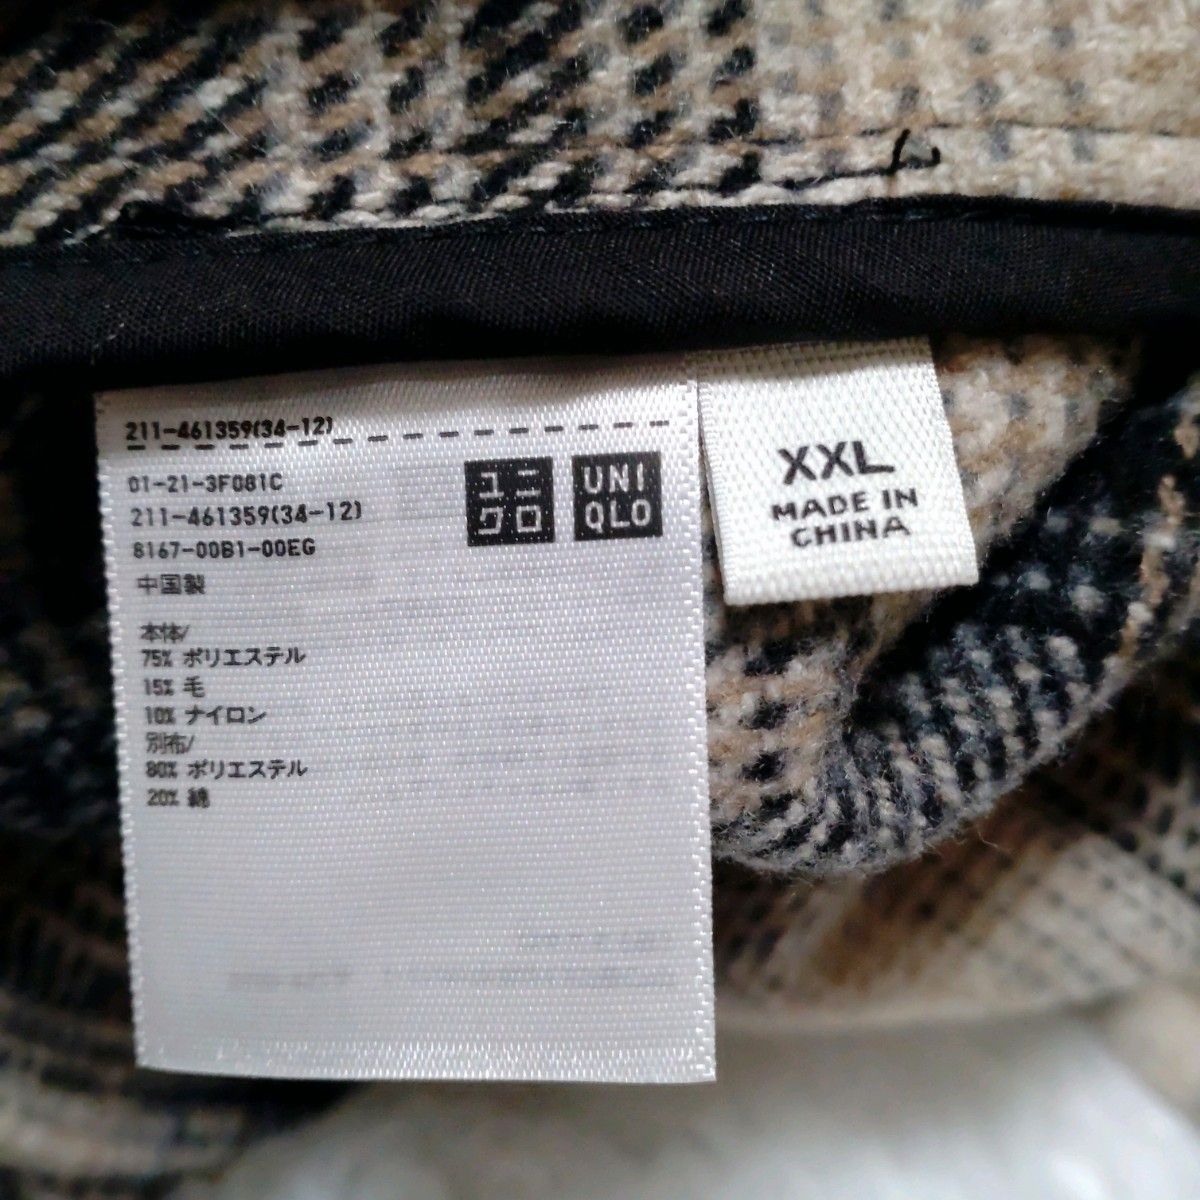 211-461359(34-12)
01-21-3F081C
211-461359(34-12)
8167-00B1-00EG
中国製
本体/
75% ポリエステル
15% 毛
10% ナイロン
別布/
80% ポリエステル
20% 綿
ユニ
クロ
UNI
QLO
XXL
MADE IN
CHINA